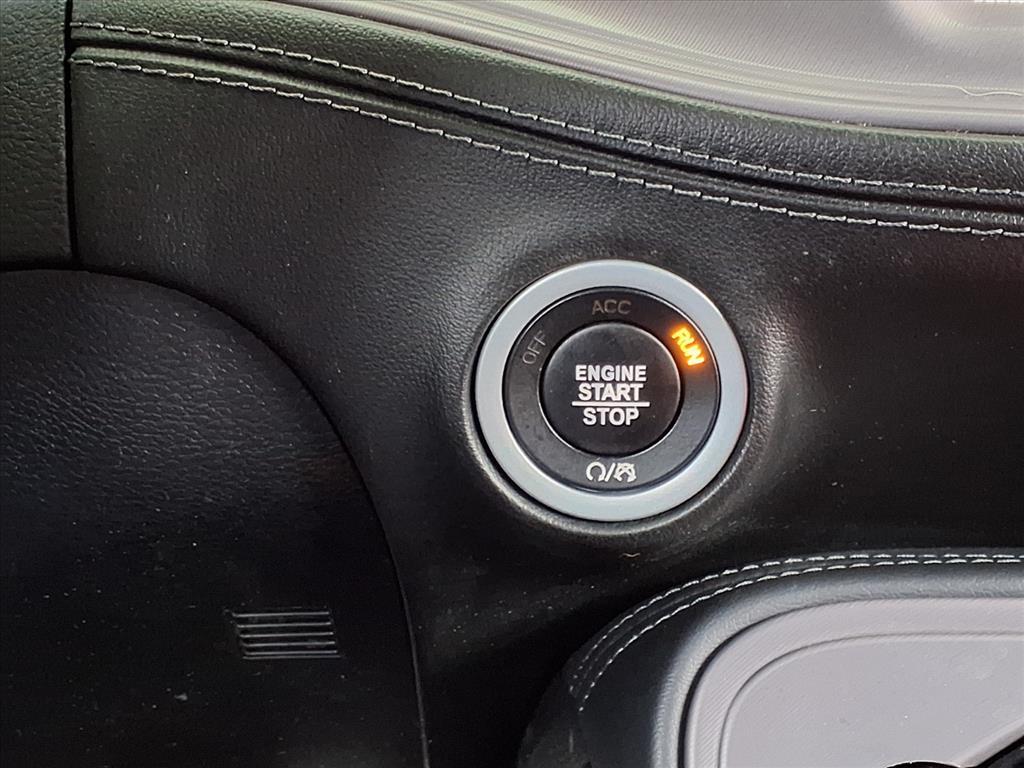 ACC
OFF
RUN
ENGINE
START
STOP